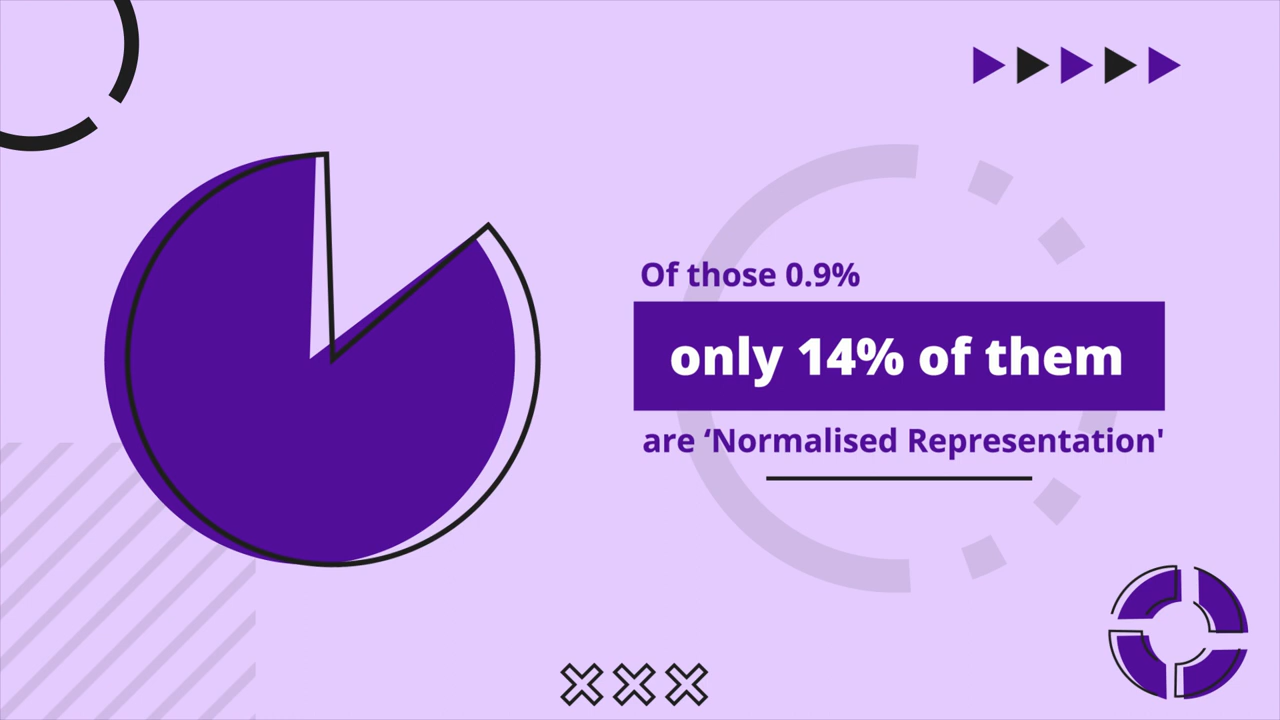 Of those 0.9%
only 14% of them
are ‘Normalised Representation'